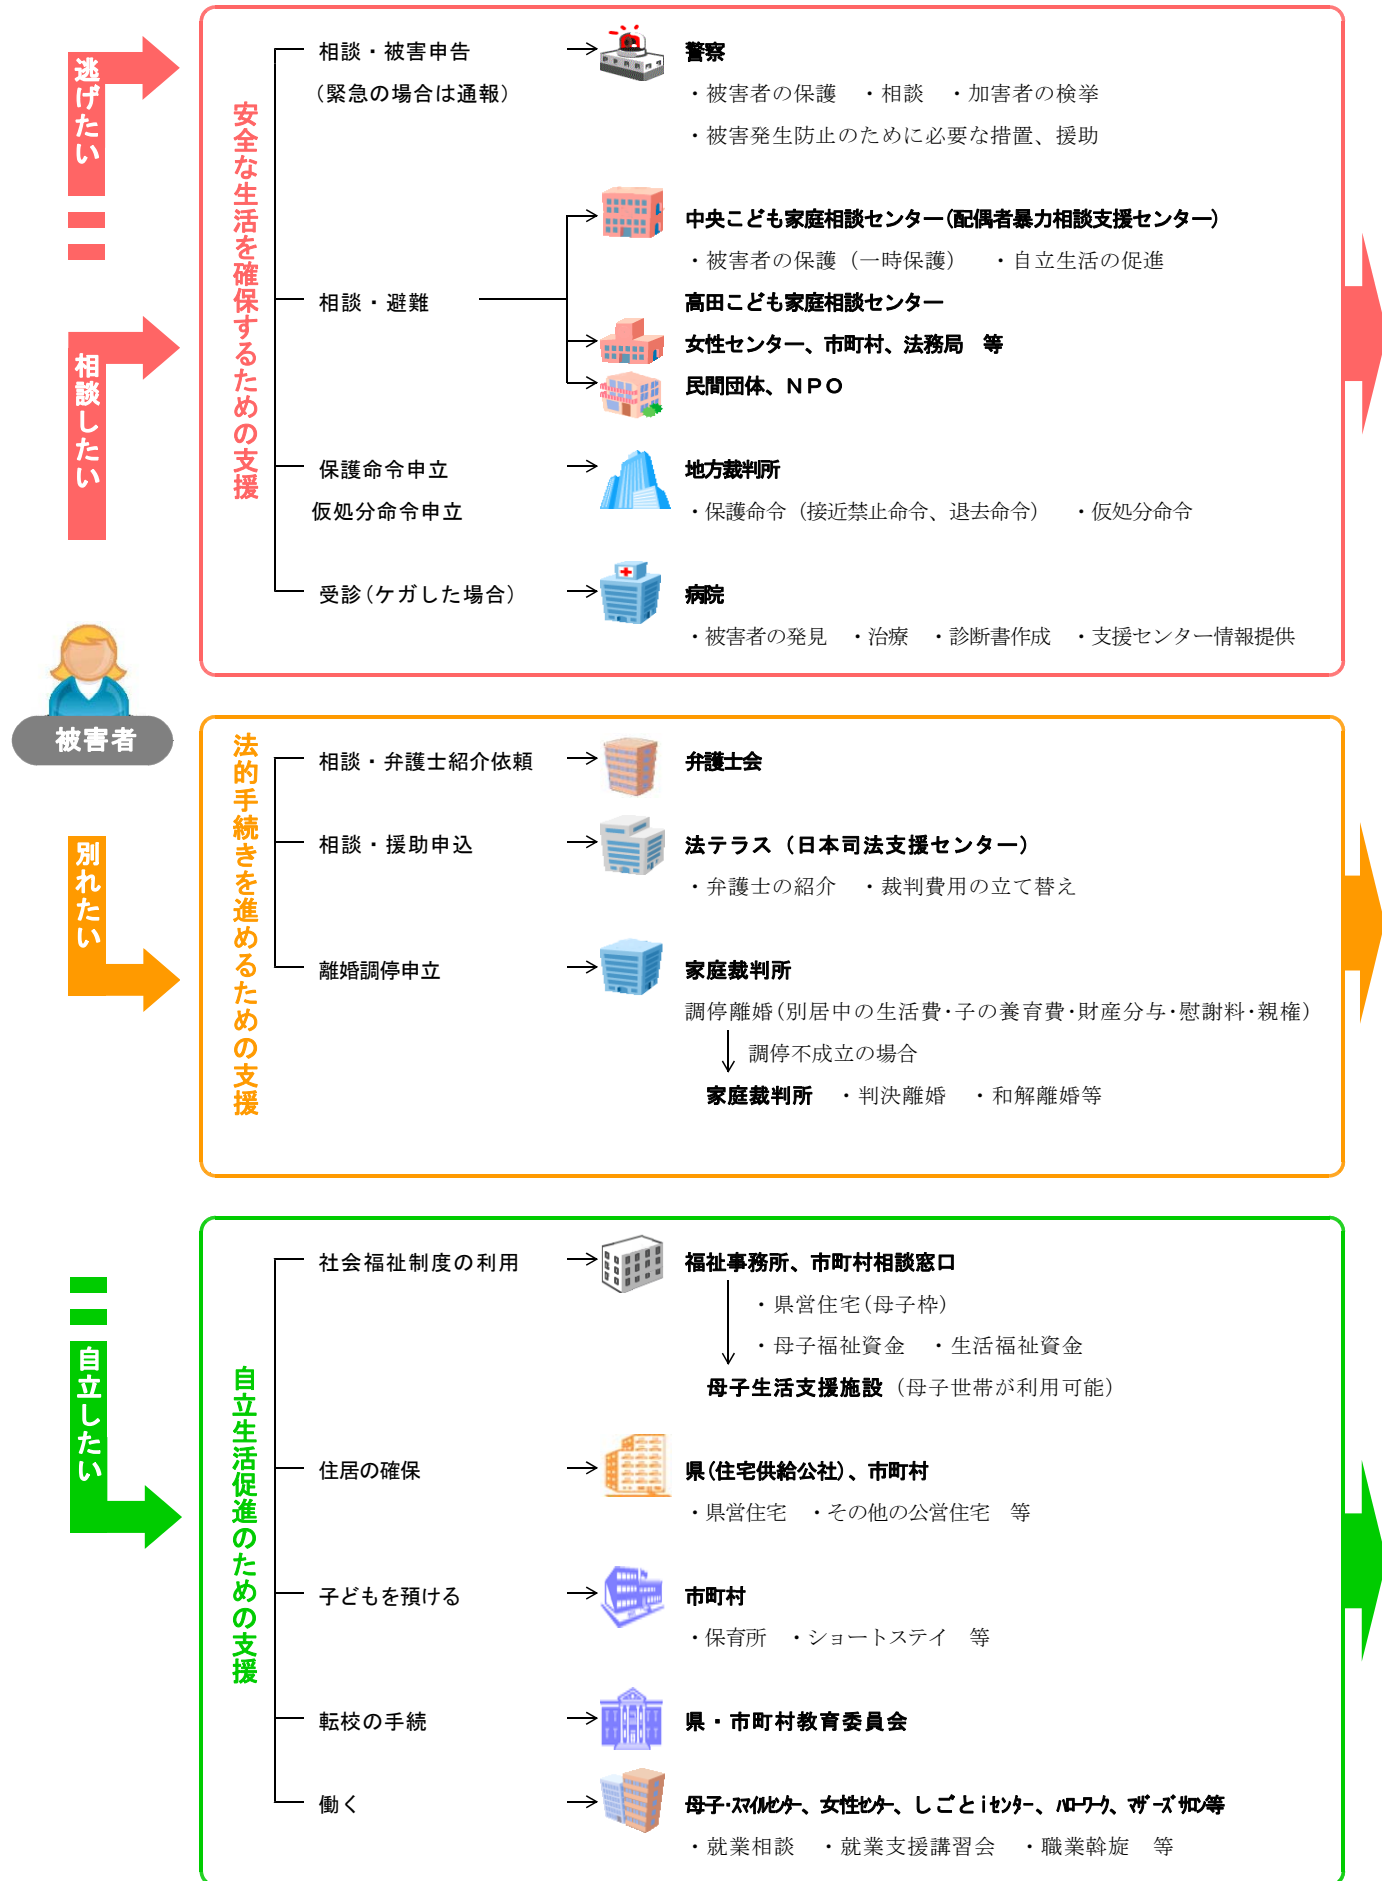 逃げたい
相談したい
被害者
別れたい
自立したい
安全な生活を確保するための支援
相談・被害申告
（緊急の場合は通報）
警察
・被害者の保護　・相談　・加害者の検挙
・被害発生防止のために必要な措置、援助
相談・避難
中央こども家庭相談センター（配偶者暴力相談支援センター）
・被害者の保護（一時保護）　・自立生活の促進
高田こども家庭相談センター
女性センター、市町村、法務局　等
民間団体、ＮＰＯ
保護命令申立
仮処分命令申立
地方裁判所
・保護命令（接近禁止命令、退去命令）　・仮処分命令
受診（ケガした場合）
病院
・被害者の発見　・治療　・診断書作成　・支援センター情報提供
法的手続きを進めるための支援
相談・弁護士紹介依頼
弁護士会
相談・援助申込
法テラス（日本司法支援センター）
・弁護士の紹介　・裁判費用の立て替え
離婚調停申立
家庭裁判所
調停離婚（別居中の生活費・子の養育費・財産分与・慰謝料・親権）
調停不成立の場合
家庭裁判所　・判決離婚　・和解離婚等
自立生活促進のための支援
社会福祉制度の利用
福祉事務所、市町村相談窓口
・県営住宅（母子枠）
・母子福祉資金　・生活福祉資金
母子生活支援施設（母子世帯が利用可能）
住居の確保
県（住宅供給公社）、市町村
・県営住宅　・その他の公営住宅　等
子どもを預ける
市町村
・保育所　・ショートステイ　等
転校の手続
県・市町村教育委員会
働く
母子・ｽﾏｲﾙｾﾝﾀｰ、女性ｾﾝﾀｰ、しごとｉｾﾝﾀｰ、ﾊﾛｰﾜｰｸ、ﾏｻﾞｰｽﾞｻﾛﾝ等
・就業相談　・就業支援講習会　・職業斡旋　等